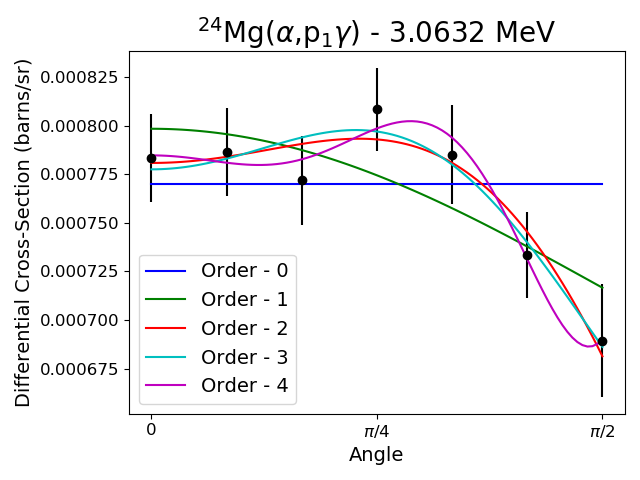 ²⁴Mg(α,p₁γ) - 3.0632 MeV
Differential Cross-Section (barns/sr)
0.000825
0.000800
0.000775
0.000750
0.000725
0.000700
0.000675
Order - 0
Order - 1
Order - 2
Order - 3
Order - 4
0
π/4
π/2
Angle